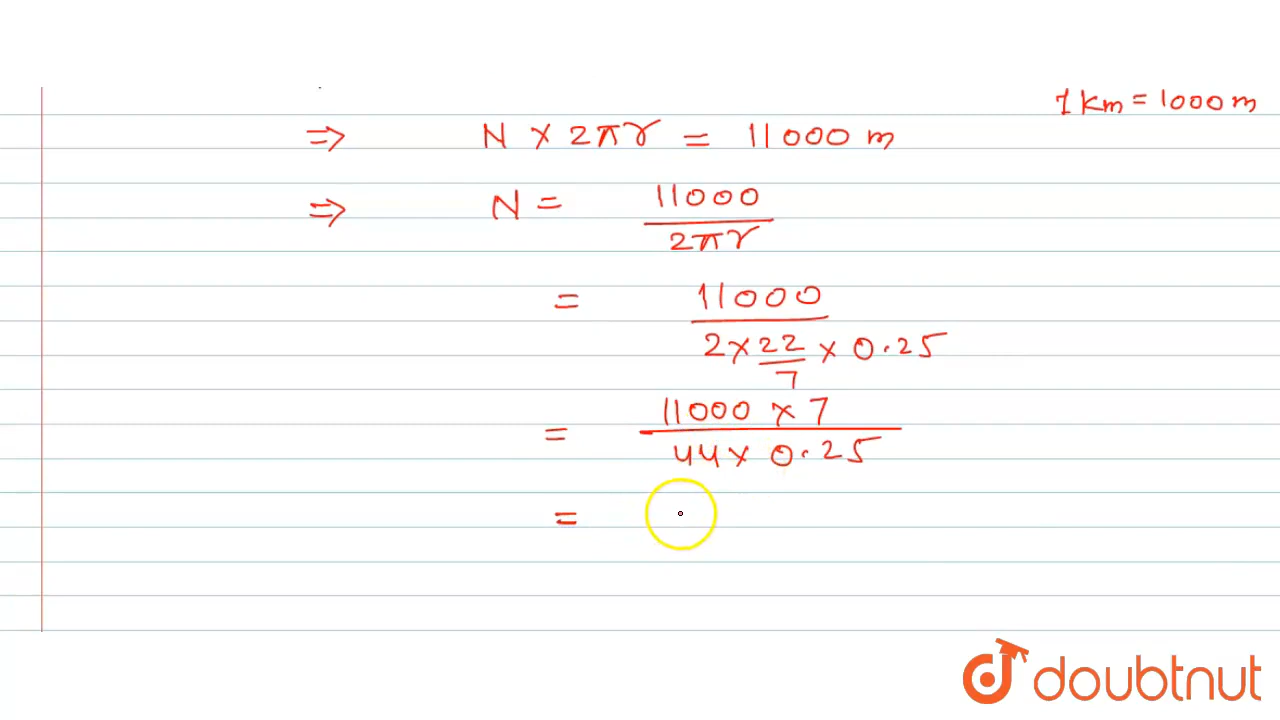 1 Km = 1000 m
⇒ N × 2πr = 11000 m
⇒ N = 11000 / 2πr
= 11000 / 2 × 22/7 × 0.25
= 11000 × 7 / 44 × 0.25
=
doubtnut